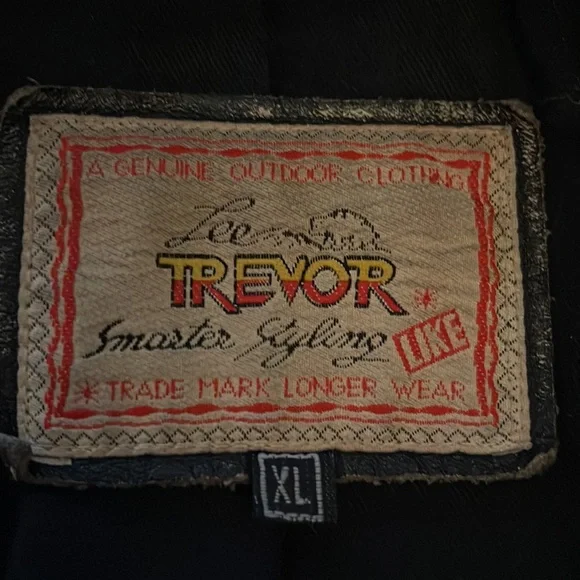 A GENUINE OUTDOOR CLOTHING
Lee
TREVOR
Smarter Styling
LIKE
TRADE MARK LONGER WEAR
XL